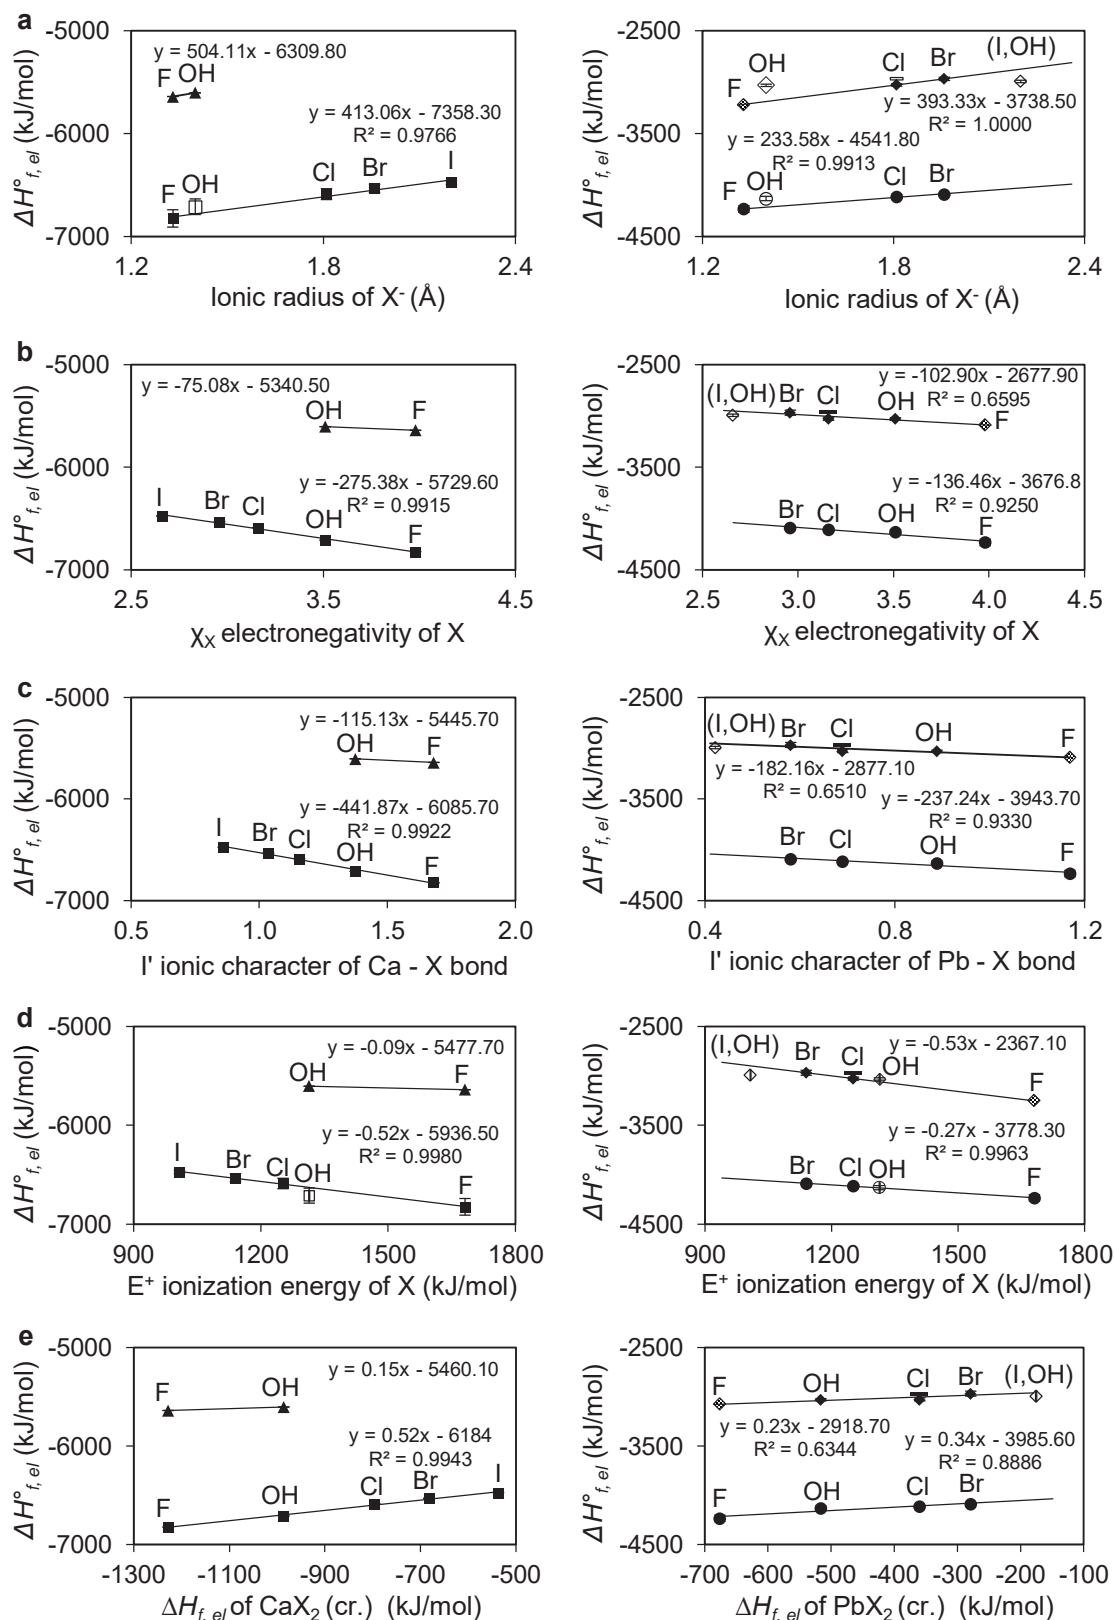 a
-5000
-6000
-7000
ΔH°f, el (kJ/mol)
y = 504.11x - 6309.80
F
OH
y = 413.06x - 7358.30
R² = 0.9766
F
OH
Cl
Br
I
1.2
1.8
2.4
Ionic radius of X- (Å)
-2500
-3500
-4500
ΔH°f, el (kJ/mol)
F
OH
Cl
Br
(I,OH)
y = 393.33x - 3738.50
R² = 1.0000
y = 233.58x - 4541.80
R² = 0.9913
F
OH
Cl
Br
1.2
1.8
2.4
Ionic radius of X- (Å)
b
-5000
-6000
-7000
ΔH°f, el (kJ/mol)
y = -75.08x - 5340.50
OH
F
y = -275.38x - 5729.60
R² = 0.9915
I
Br
Cl
OH
F
2.5
3.5
4.5
χX electronegativity of X
-2500
-3500
-4500
ΔH°f, el (kJ/mol)
y = -102.90x - 2677.90
R² = 0.6595
(I,OH)
Br
Cl
OH
F
y = -136.46x - 3676.8
R² = 0.9250
Br
Cl
OH
F
2.5
3.0
3.5
4.0
4.5
χX electronegativity of X
c
-5000
-6000
-7000
ΔH°f, el (kJ/mol)
y = -115.13x - 5445.70
OH
F
y = -441.87x - 6085.70
R² = 0.9922
I
Br
Cl
OH
F
0.5
1.0
1.5
2.0
I' ionic character of Ca - X bond
-2500
-3500
-4500
ΔH°f, el (kJ/mol)
(I,OH)
Br
Cl
OH
F
y = -182.16x - 2877.10
R² = 0.6510
y = -237.24x - 3943.70
R² = 0.9330
Br
Cl
OH
F
0.4
0.8
1.2
I' ionic character of Pb - X bond
d
-5000
-6000
-7000
ΔH°f, el (kJ/mol)
y = -0.09x - 5477.70
OH
F
y = -0.52x - 5936.50
R² = 0.9980
I
Br
Cl
OH
F
900
1200
1500
1800
E+ ionization energy of X (kJ/mol)
-2500
-3500
-4500
ΔH°f, el (kJ/mol)
y = -0.53x - 2367.10
(I,OH)
Br
Cl
OH
F
y = -0.27x - 3778.30
R² = 0.9963
Br
Cl
OH
F
900
1200
1500
1800
E+ ionization energy of X (kJ/mol)
e
-5000
-6000
-7000
ΔH°f, el (kJ/mol)
y = 0.15x - 5460.10
F
OH
y = 0.52x - 6184
R² = 0.9943
F
OH
Cl
Br
I
-1300
-1100
-900
-700
-500
ΔHf, el of CaX2 (cr.) (kJ/mol)
-2500
-3500
-4500
ΔH°f, el (kJ/mol)
F
OH
Cl
Br
(I,OH)
y = 0.23x - 2918.70
R² = 0.6344
y = 0.34x - 3985.60
R² = 0.8886
F
OH
Cl
Br
-700
-600
-500
-400
-300
-200
-100
ΔHf, el of PbX2 (cr.) (kJ/mol)